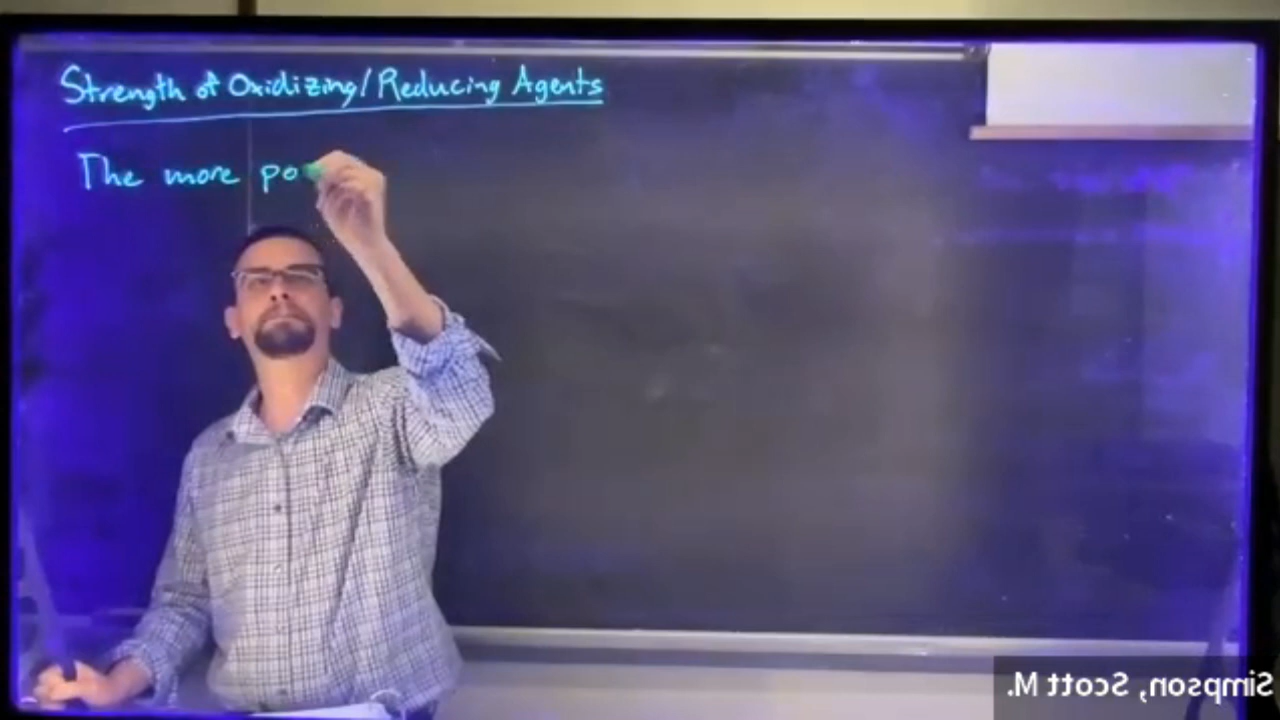 Strength of Oxidizing/Reducing Agents
The more po
Simpson, Scott M.